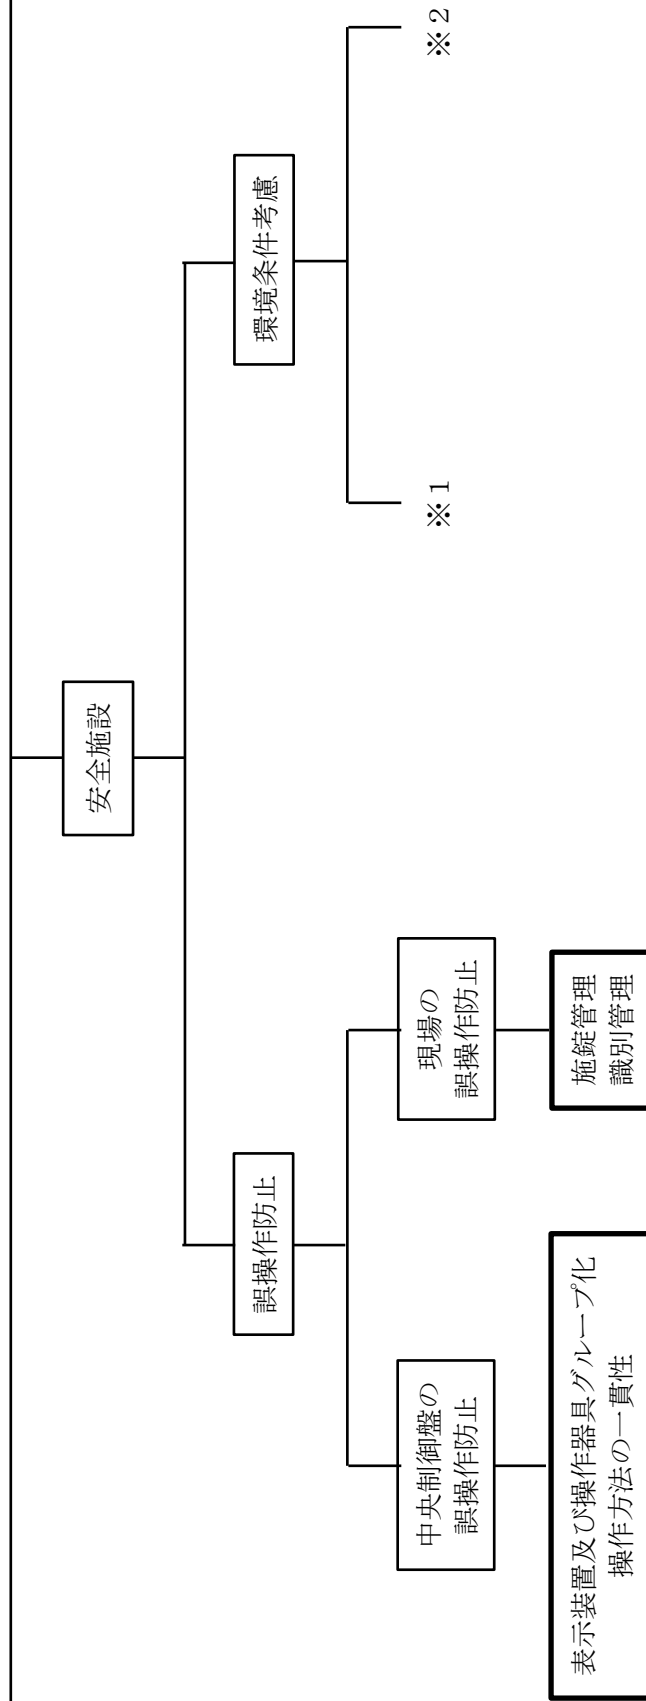 安全施設
誤操作防止
環境条件考慮
中央制御盤の
誤操作防止
現場の
誤操作防止
※1
※2
表示装置及び操作器具グループ化
操作方法の一貫性
施錠管理
識別管理